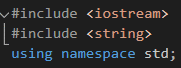 #include <iostream>
#include <string>
using namespace std;